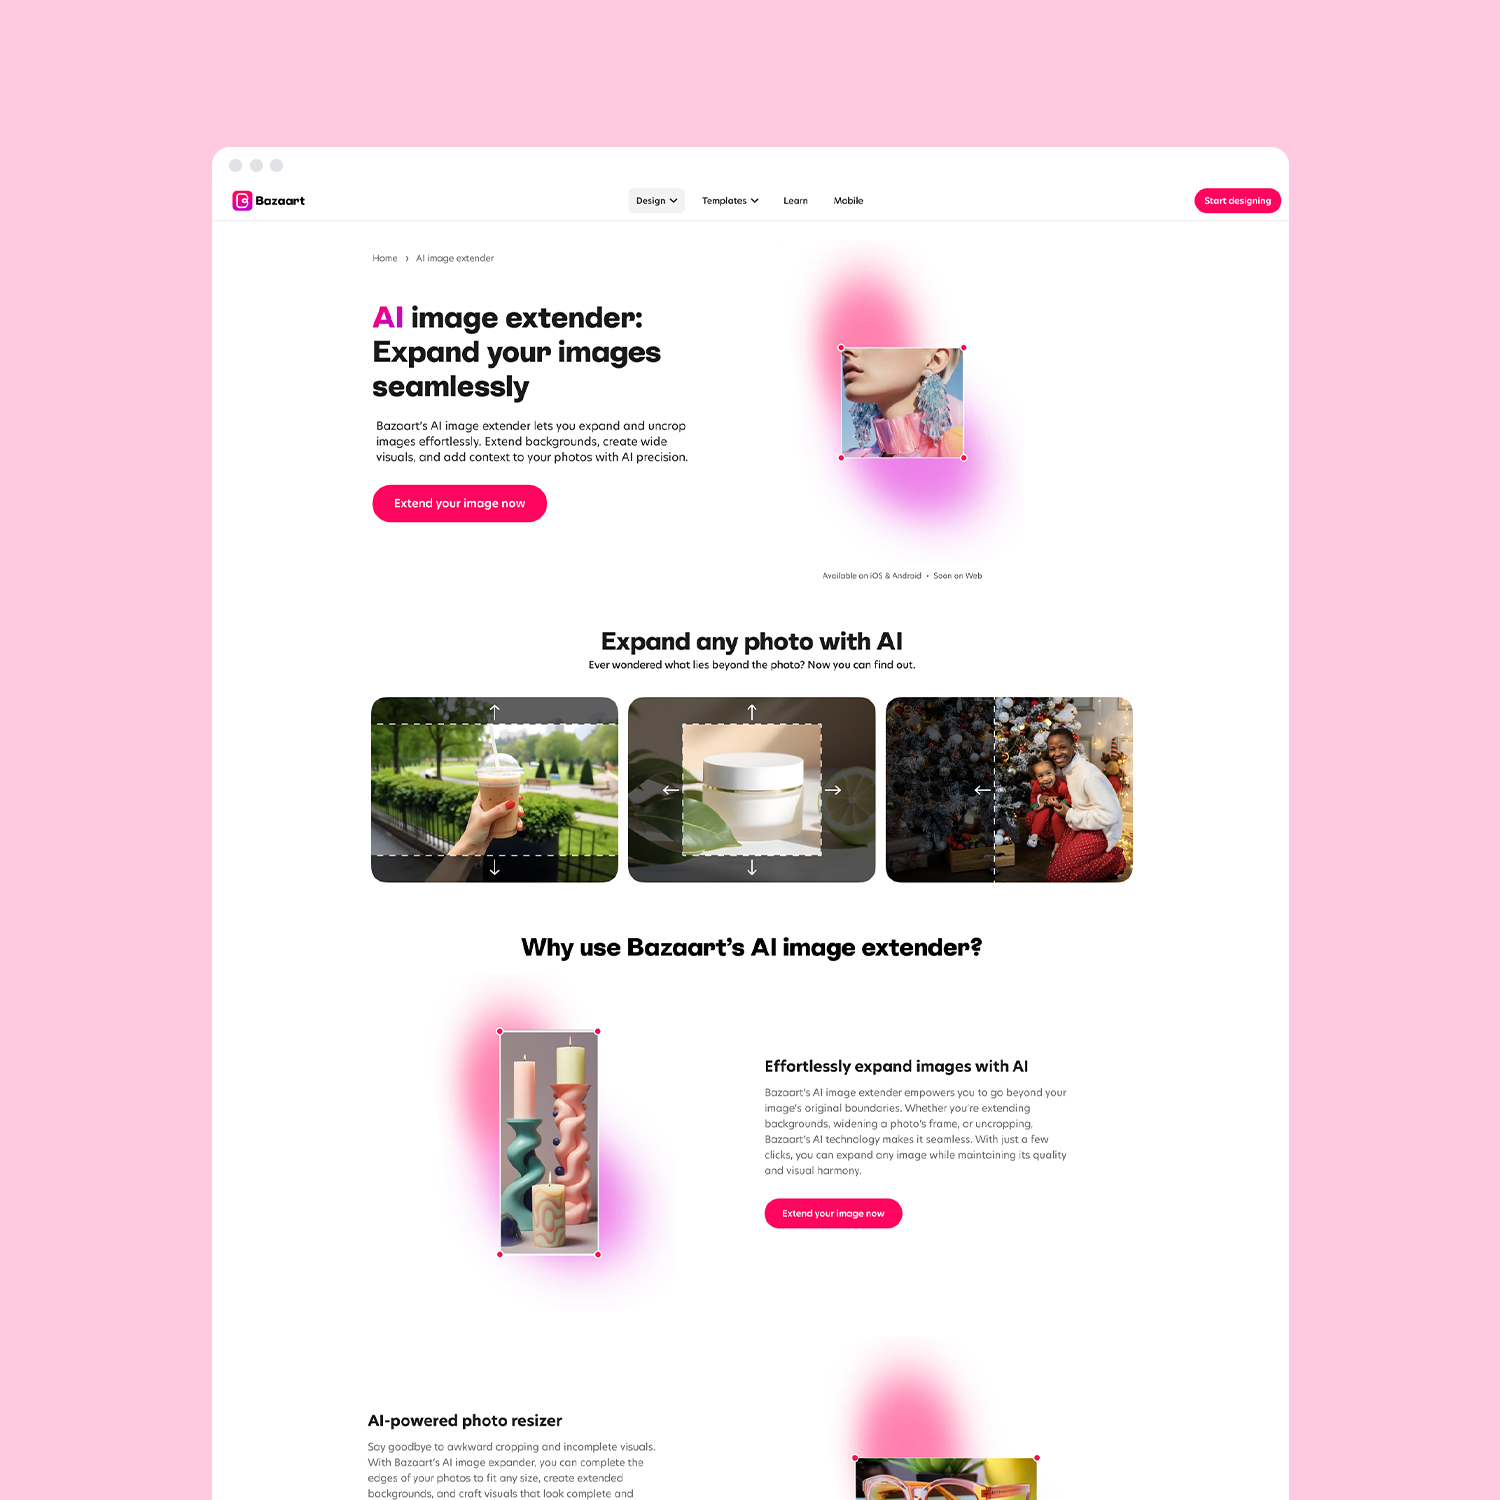 Bazaart
Design
Templates
Learn
Mobile
Start designing
Home › AI image extender
AI image extender:
Expand your images
seamlessly
Bazaart's AI image extender lets you expand and uncrop
images effortlessly. Extend backgrounds, create wide
visuals, and add context to your photos with AI precision.
Extend your image now
Available on iOS & Android • Soon on Web
Expand any photo with AI
Ever wondered what lies beyond the photo? Now you can find out.
Why use Bazaart’s AI image extender?
Effortlessly expand images with AI
Bazaart's AI image extender empowers you to go beyond your
image's original boundaries. Whether you're extending
backgrounds, widening a photo's frame, or uncropping,
Bazaart's AI technology makes it seamless. With just a few
clicks, you can expand any image while maintaining its quality
and visual harmony.
Extend your image now
AI-powered photo resizer
Say goodbye to awkward cropping and incomplete visuals.
With Bazaart's AI image expander, you can complete the
edges of your photos to fit any size, create extended
backgrounds, and craft visuals that look complete and